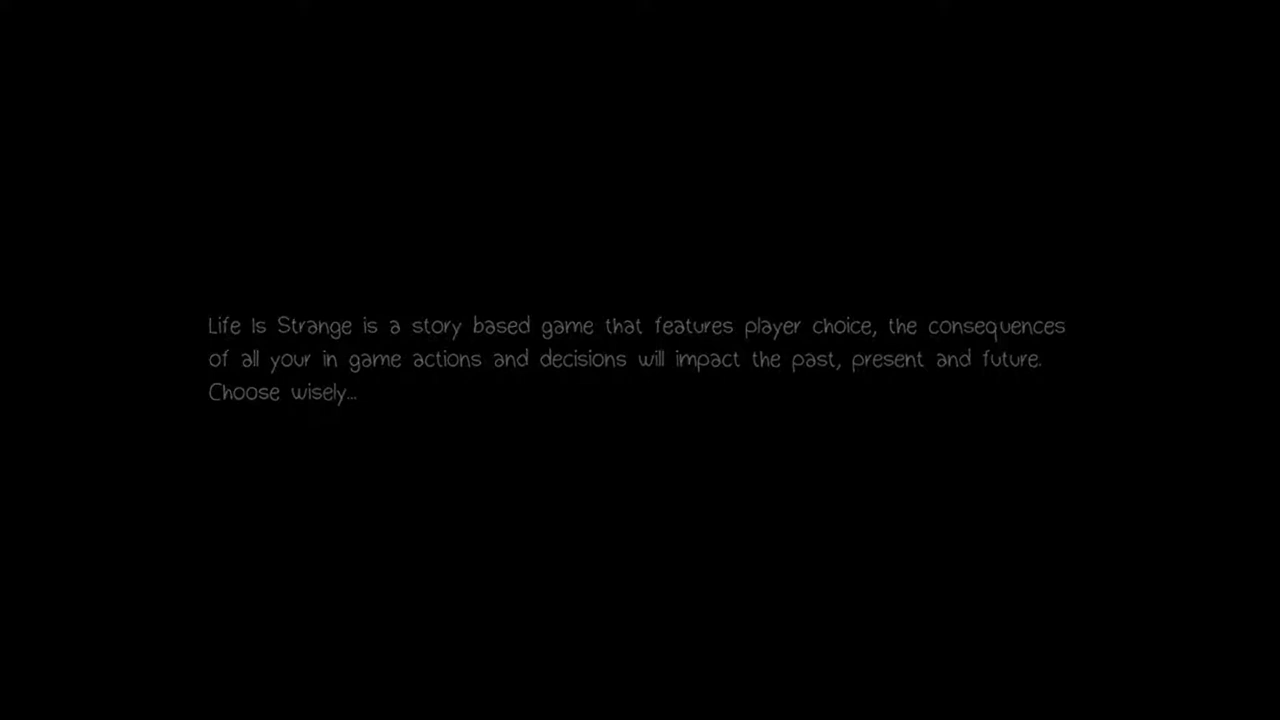 Life Is Strange is a story based game that features player choice, the consequences
of all your in game actions and decisions will impact the past, present and future.
Choose wisely...